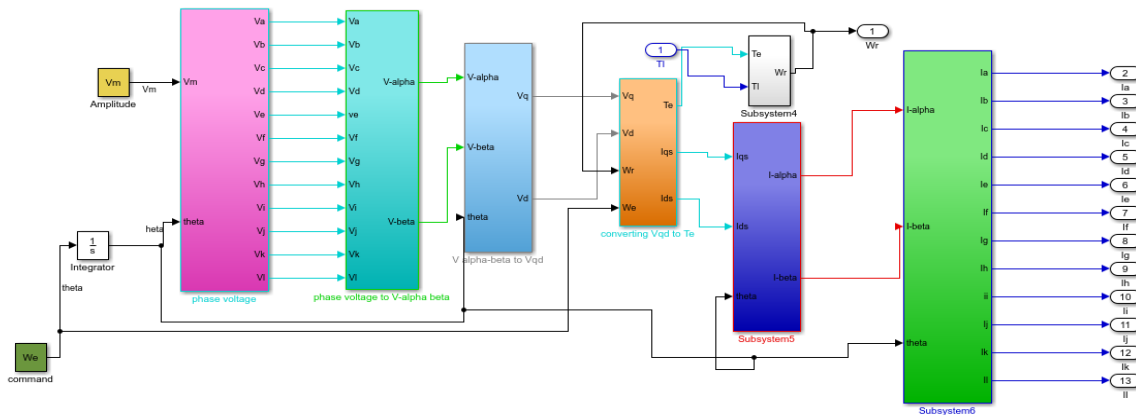 Vm
Amplitude
Vm
We
command
1
s
Integrator
theta
heta
Vm
theta
Va
Vb
Vc
Vd
Ve
Vf
Vg
Vh
Vi
Vj
Vk
Vl
phase voltage
Va
Vb
Vc
Vd
ve
Vf
Vg
Vh
Vi
Vj
Vk
Vl
V-alpha
V-beta
phase voltage to V-alpha beta
V-alpha
V-beta
theta
Vq
Vd
V alpha-beta to Vqd
Vq
Vd
Wr
We
Te
Iqs
Ids
converting Vqd to Te
1
Tl
Te
Tl
Wr
Subsystem4
1
Wr
Iqs
Ids
theta
I-alpha
I-beta
Subsystem5
I-alpha
I-beta
theta
Ia
Ib
Ic
Id
Ie
If
Ig
Ih
ii
Ij
Ik
Il
Subsystem6
2
Ia
3
Ib
4
Ic
5
Id
6
Ie
7
If
8
Ig
9
Ih
10
Ii
11
Ij
12
Ik
13
Il